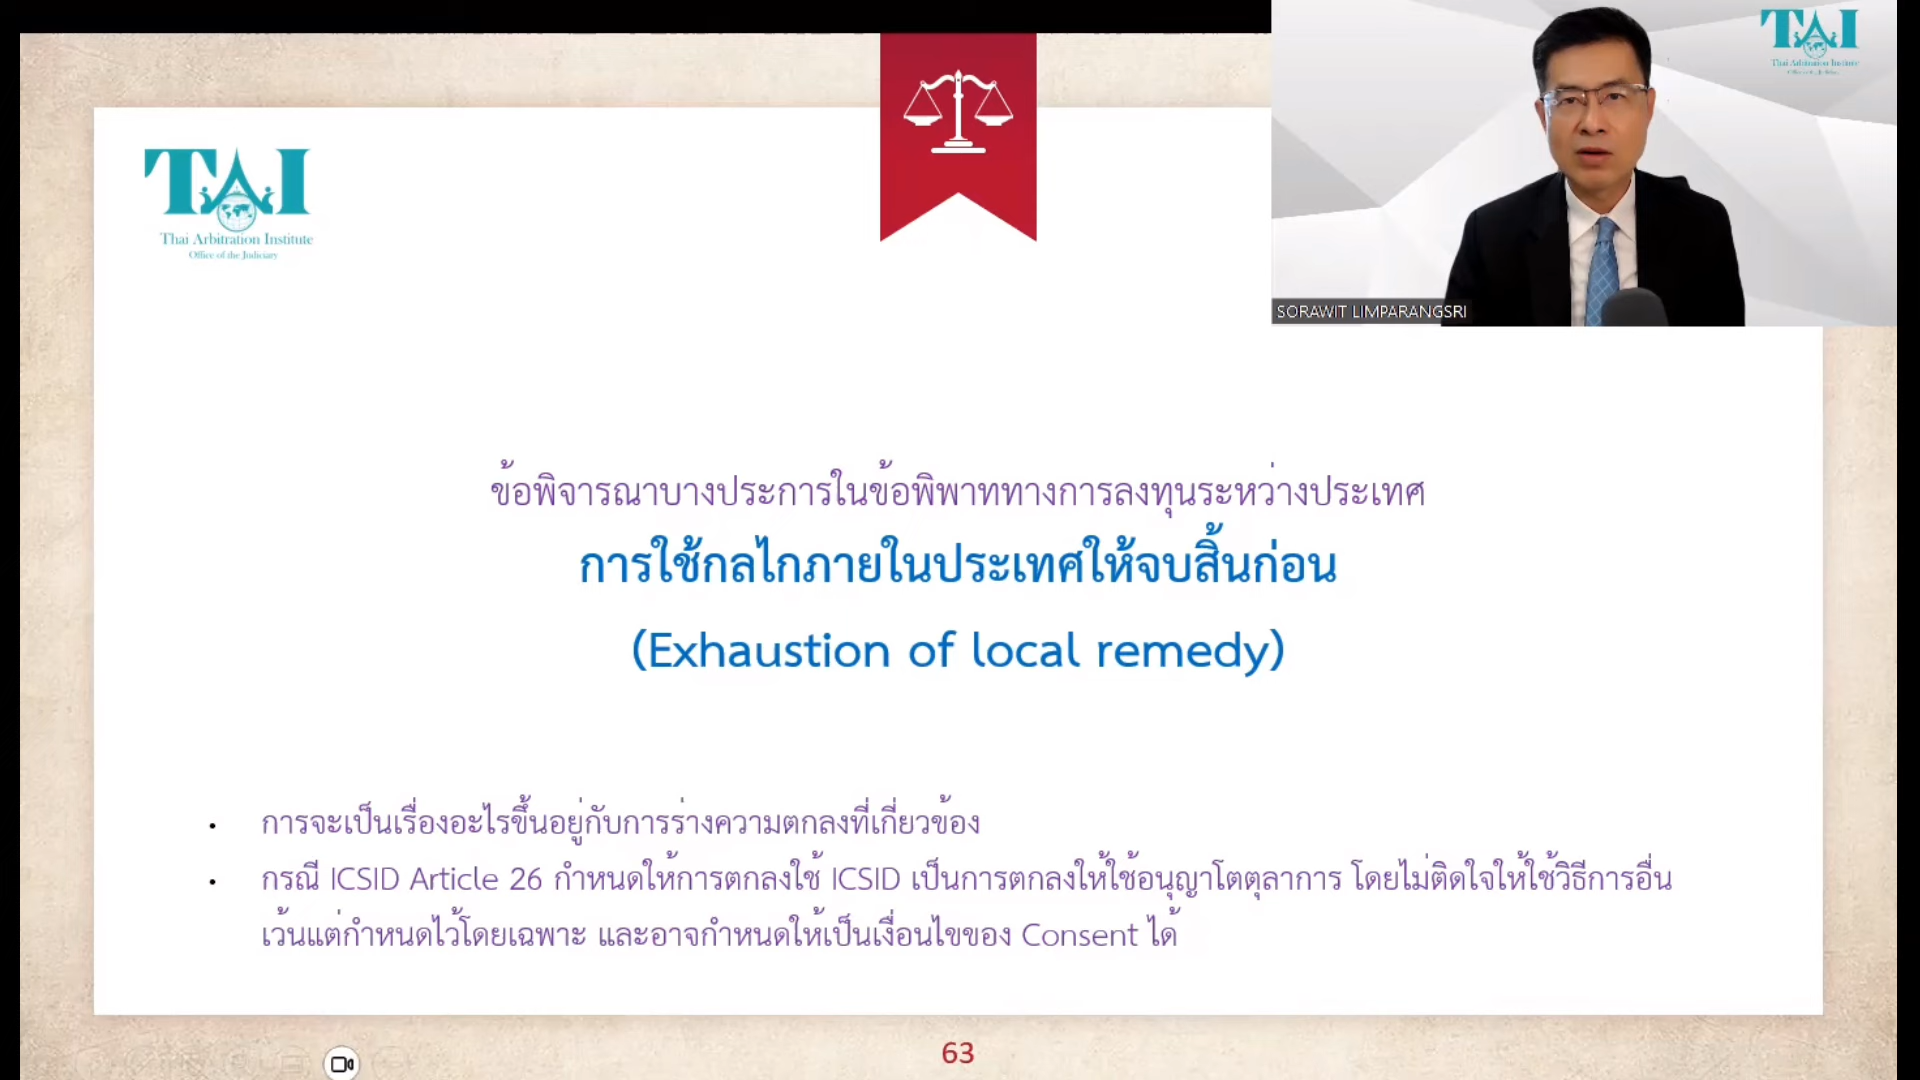 TAI
Thai Arbitration Institute
Office of the Judiciary
TAI
Thai Arbitration Institute
SORAWIT LIMPARANGSRI
ข้อพิจารณาบางประการในข้อพิพาททางการลงทุนระหว่างประเทศ
การใช้กลไกภายในประเทศให้จบสิ้นก่อน
(Exhaustion of local remedy)
• การจะเป็นเรื่องอะไรขึ้นอยู่กับการร่างความตกลงที่เกี่ยวข้อง
• กรณี ICSID Article 26 กำหนดให้การตกลงใช้ ICSID เป็นการตกลงให้ใช้อนุญาโตตุลาการ โดยไม่ติดใจให้ใช้วิธีการอื่น
เว้นแต่กำหนดไว้โดยเฉพาะ และอาจกำหนดให้เป็นเงื่อนไขของ Consent ได้
63